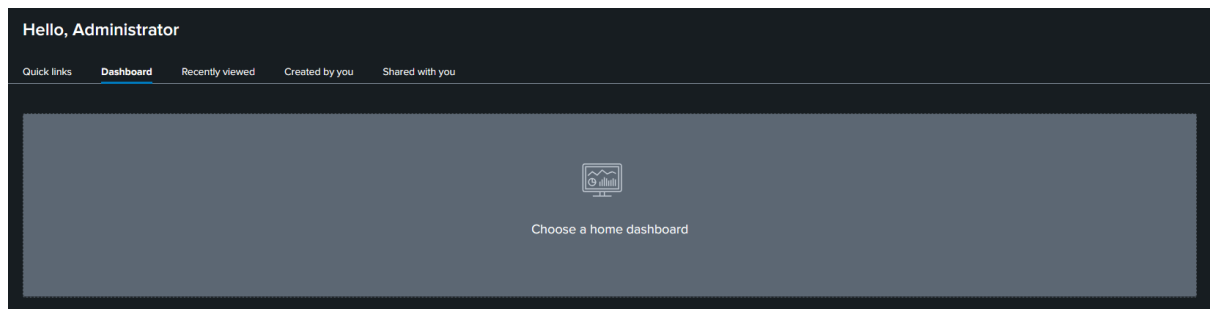 Hello, Administrator
Quick links Dashboard Recently viewed Created by you Shared with you
Choose a home dashboard